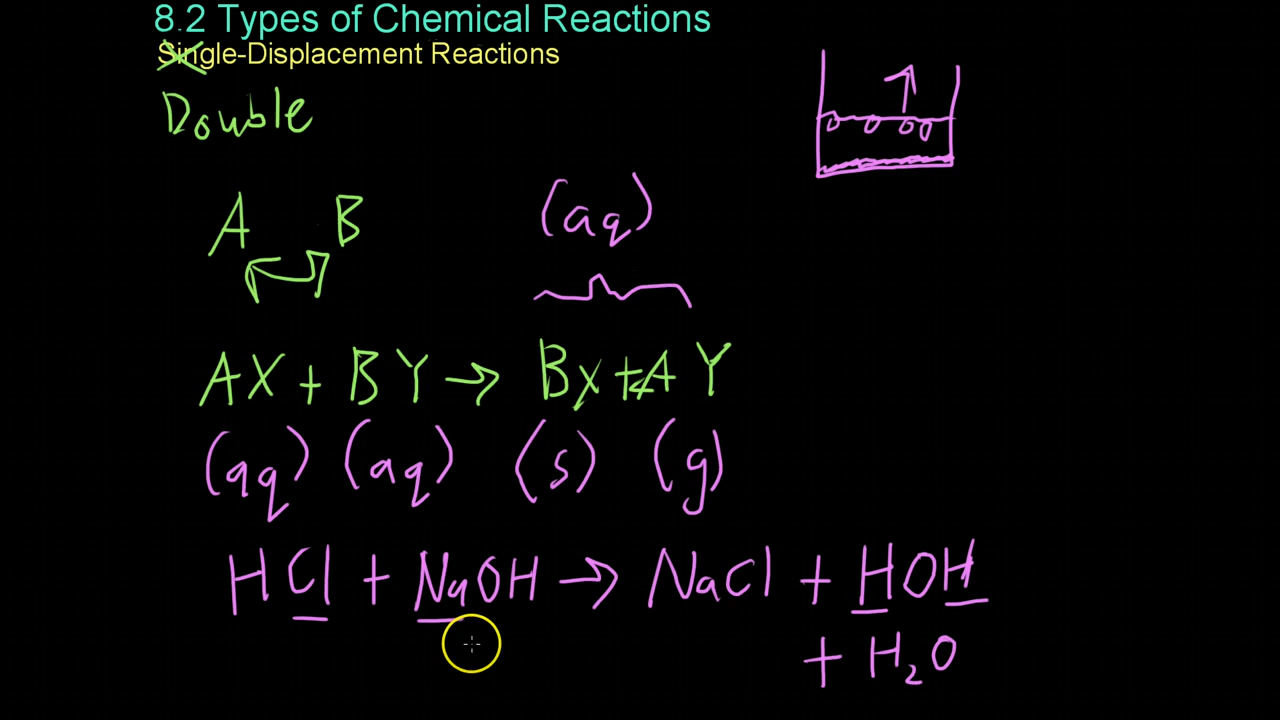 8.2 Types of Chemical Reactions
Single-Displacement Reactions
Double
A B
(aq)
AX + BY → BX + AY
(aq) (aq) (s) (g)
HCl + NaOH → NaCl + HOH
+ H₂O